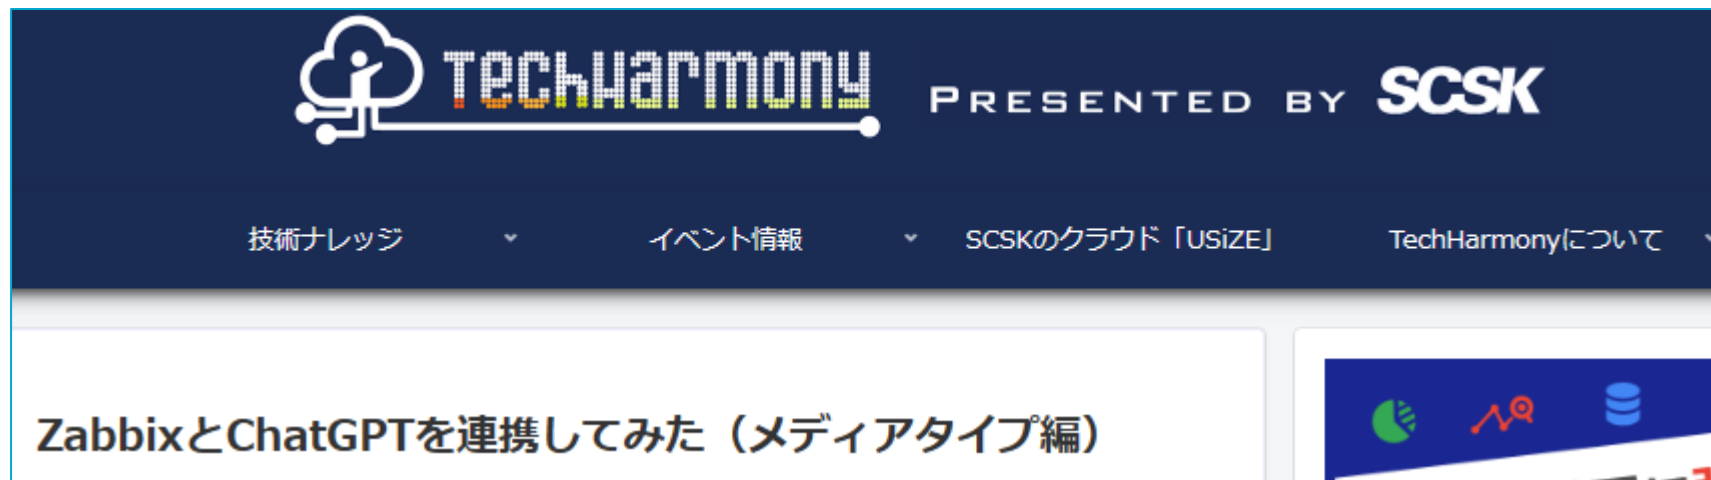 TechHarmony PRESENTED BY SCSK
技術ナレッジ イベント情報 SCSKのクラウド「USiZE」 TechHarmonyについて
ZabbixとChatGPTを連携してみた（メディアタイプ編）